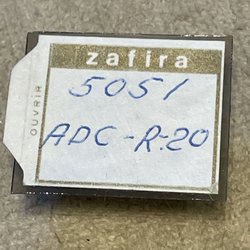 zafira
OUVRIR
5051
ADC-R.20